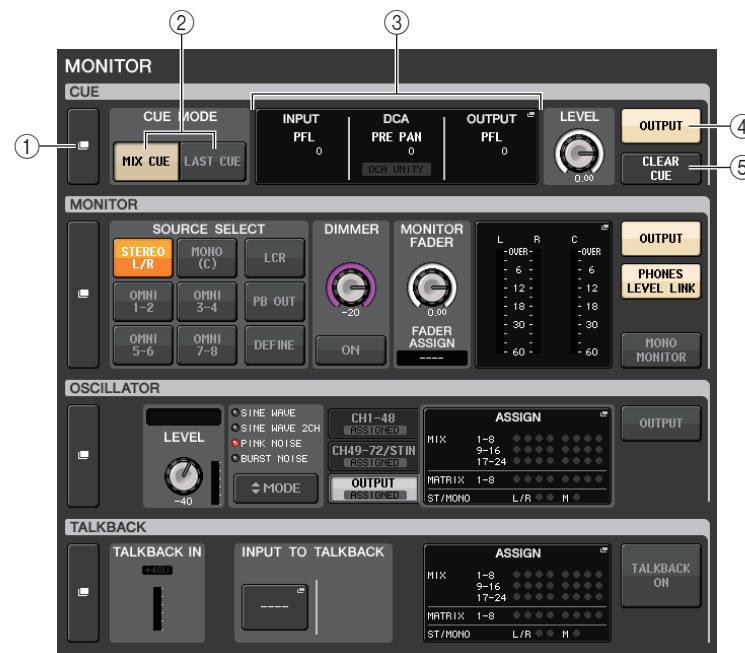 ② ③
MONITOR
CUE
①
CUE MODE
MIX CUE LAST CUE
INPUT
PFL
0
DCA
PRE PAN
0
DCA UNITY
OUTPUT
PFL
0
LEVEL
0.00
OUTPUT
④
CLEAR
CUE
⑤
MONITOR
SOURCE SELECT
STEREO
L/R
MONO
(C)
LCR
OMNI
1-2
OMNI
3-4
PB OUT
OMNI
5-6
OMNI
7-8
DEFINE
DIMMER
-20
ON
MONITOR
FADER
0.00
FADER
ASSIGN
----
L R C
-OVER- -OVER
- 6 - - 6
- 12 - - 12
- 18 - - 18
- 30 - - 30
- 60 - - 60
OUTPUT
PHONES
LEVEL LINK
MONO
MONITOR
OSCILLATOR
LEVEL
-40
SINE WAVE
SINE WAVE 2CH
PINK NOISE
BURST NOISE
MODE
CH1-48
ASSIGNED
CH49-72/STIN
ASSIGNED
OUTPUT
ASSIGNED
ASSIGN
MIX 1-8
9-16
17-24
MATRIX 1-8
ST/MONO L/R M
OUTPUT
TALKBACK
TALKBACK IN
+48V
INPUT TO TALKBACK
----
ASSIGN
MIX 1-8
9-16
17-24
MATRIX 1-8
ST/MONO L/R M
TALKBACK
ON